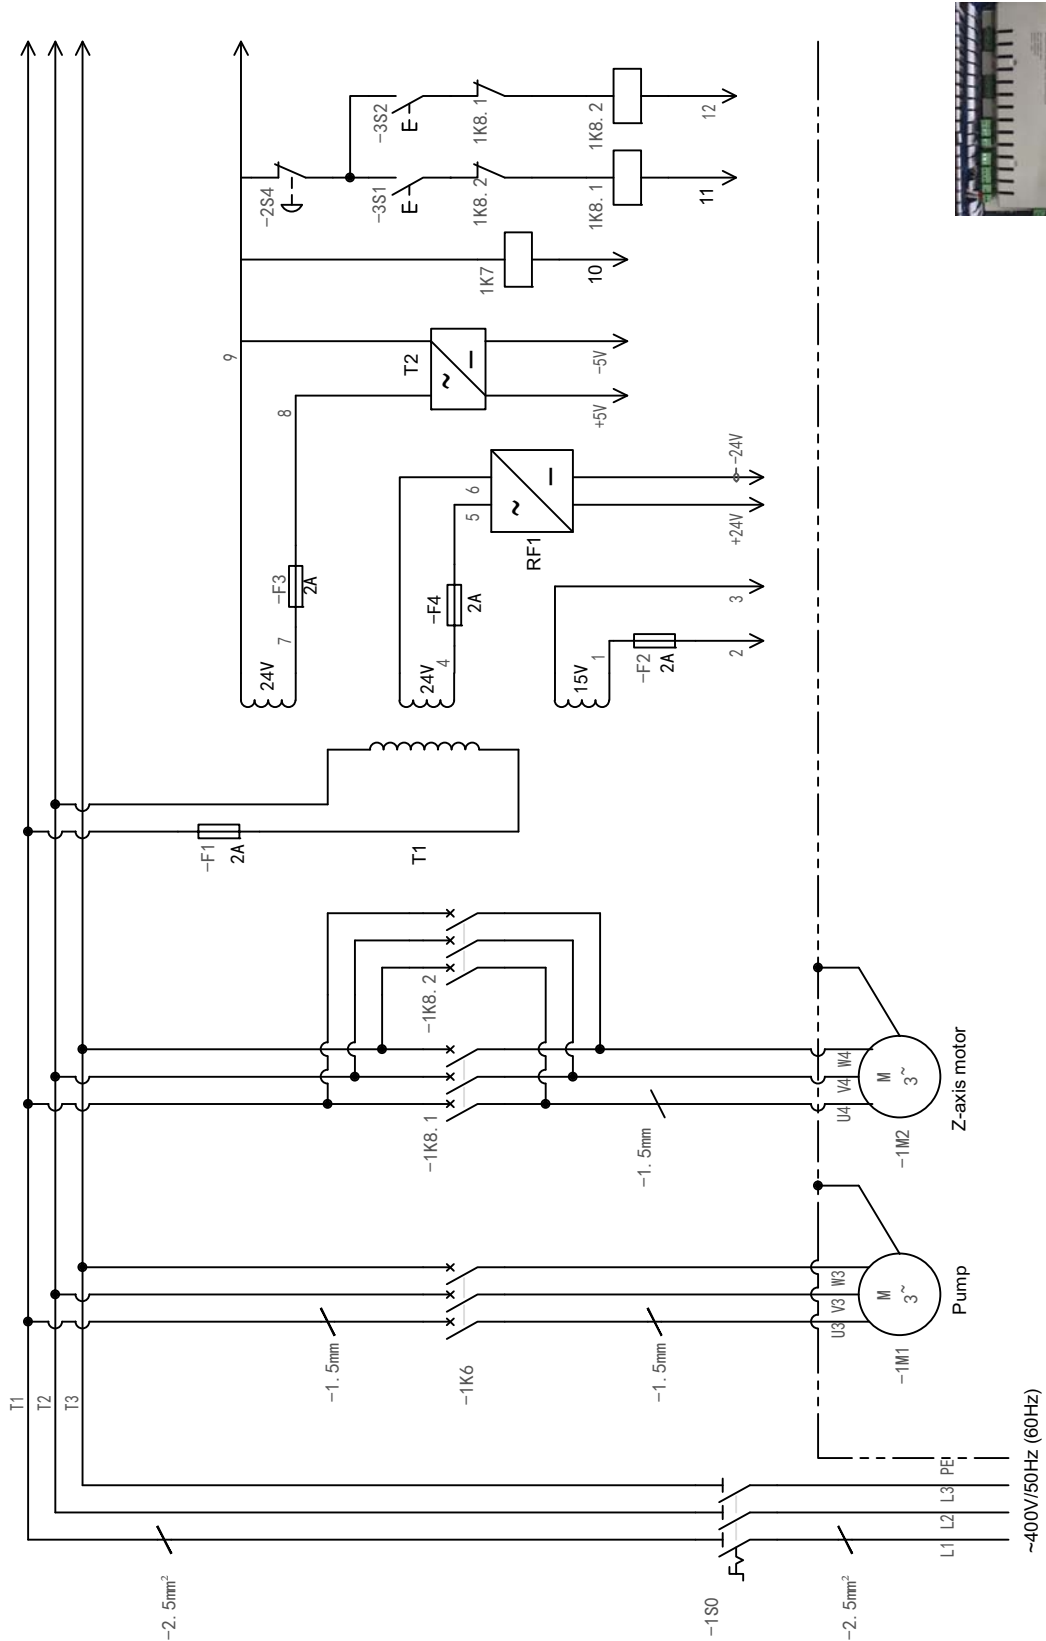 ~400V/50Hz (60Hz)
L1
L2
L3
PE
-2.5mm²
-1S0
-2.5mm²
T1
T2
T3
-1.5mm
-1K6
-1.5mm
U3
V3
W3
M
3~
-1M1
Pump
-1K8.1
-1K8.2
-1.5mm
U4
V4
W4
M
3~
-1M2
Z-axis motor
-F1
2A
T1
24V
7
-F3
2A
8
9
T2
~
+5V
-5V
24V
4
-F4
2A
5
6
RF1
~
+24V
-24V
15V
1
-F2
2A
2
3
1K7
10
-2S4
-3S1
1K8.2
1K8.1
11
-3S2
1K8.1
1K8.2
12